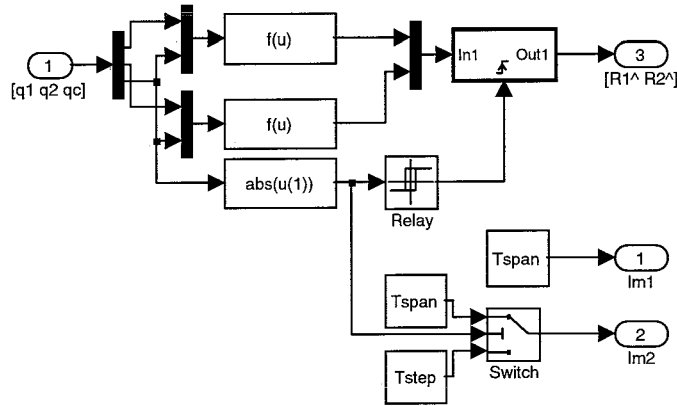 f(u)
In1
Out1
1
3
[q1 q2 qc]
[R1^ R2^]
f(u)
abs(u(1))
Relay
Tspan
1
Im1
Tspan
2
Im2
Switch
Tstep